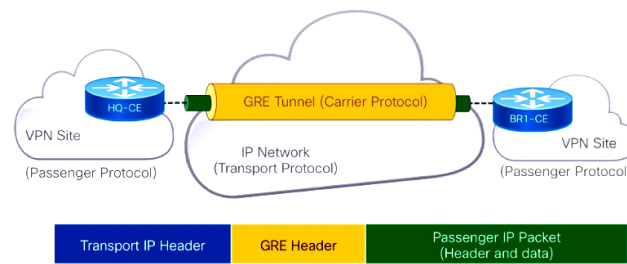 HQ-CE
GRE Tunnel (Carrier Protocol)
BR1-CE
VPN Site
(Passenger Protocol)
IP Network
(Transport Protocol)
VPN Site
(Passenger Protocol
Transport IP Header
GRE Header
Passenger IP Packet
(Header and data)